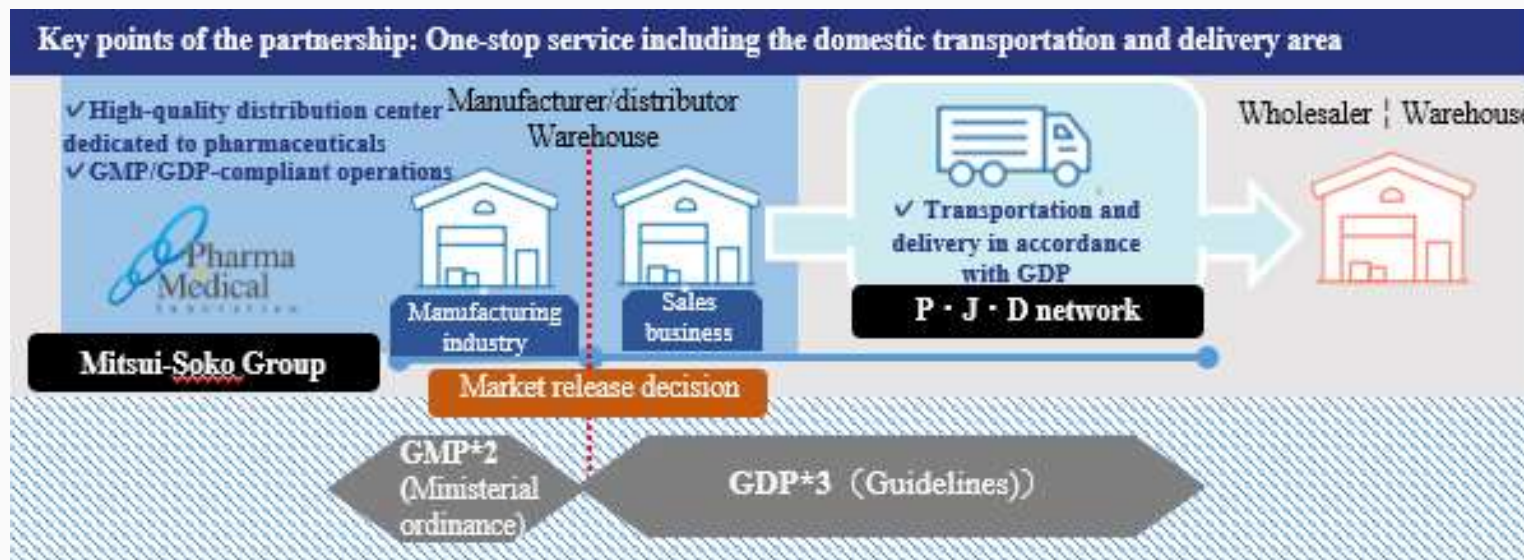 Key points of the partnership: One-stop service including the domestic transportation and delivery area
✓ High-quality distribution center
dedicated to pharmaceuticals
✓ GMP/GDP-compliant operations
Manufacturer/distributor
Warehouse
Wholesaler ¦ Warehouse
Pharma
Medical
✓ Transportation and
delivery in accordance
with GDP
Manufacturing
industry
Sales
business
P・J・D network
Mitsui-Soko Group
Market release decision
GMP*2
(Ministerial
ordinance)
GDP*3（Guidelines)）